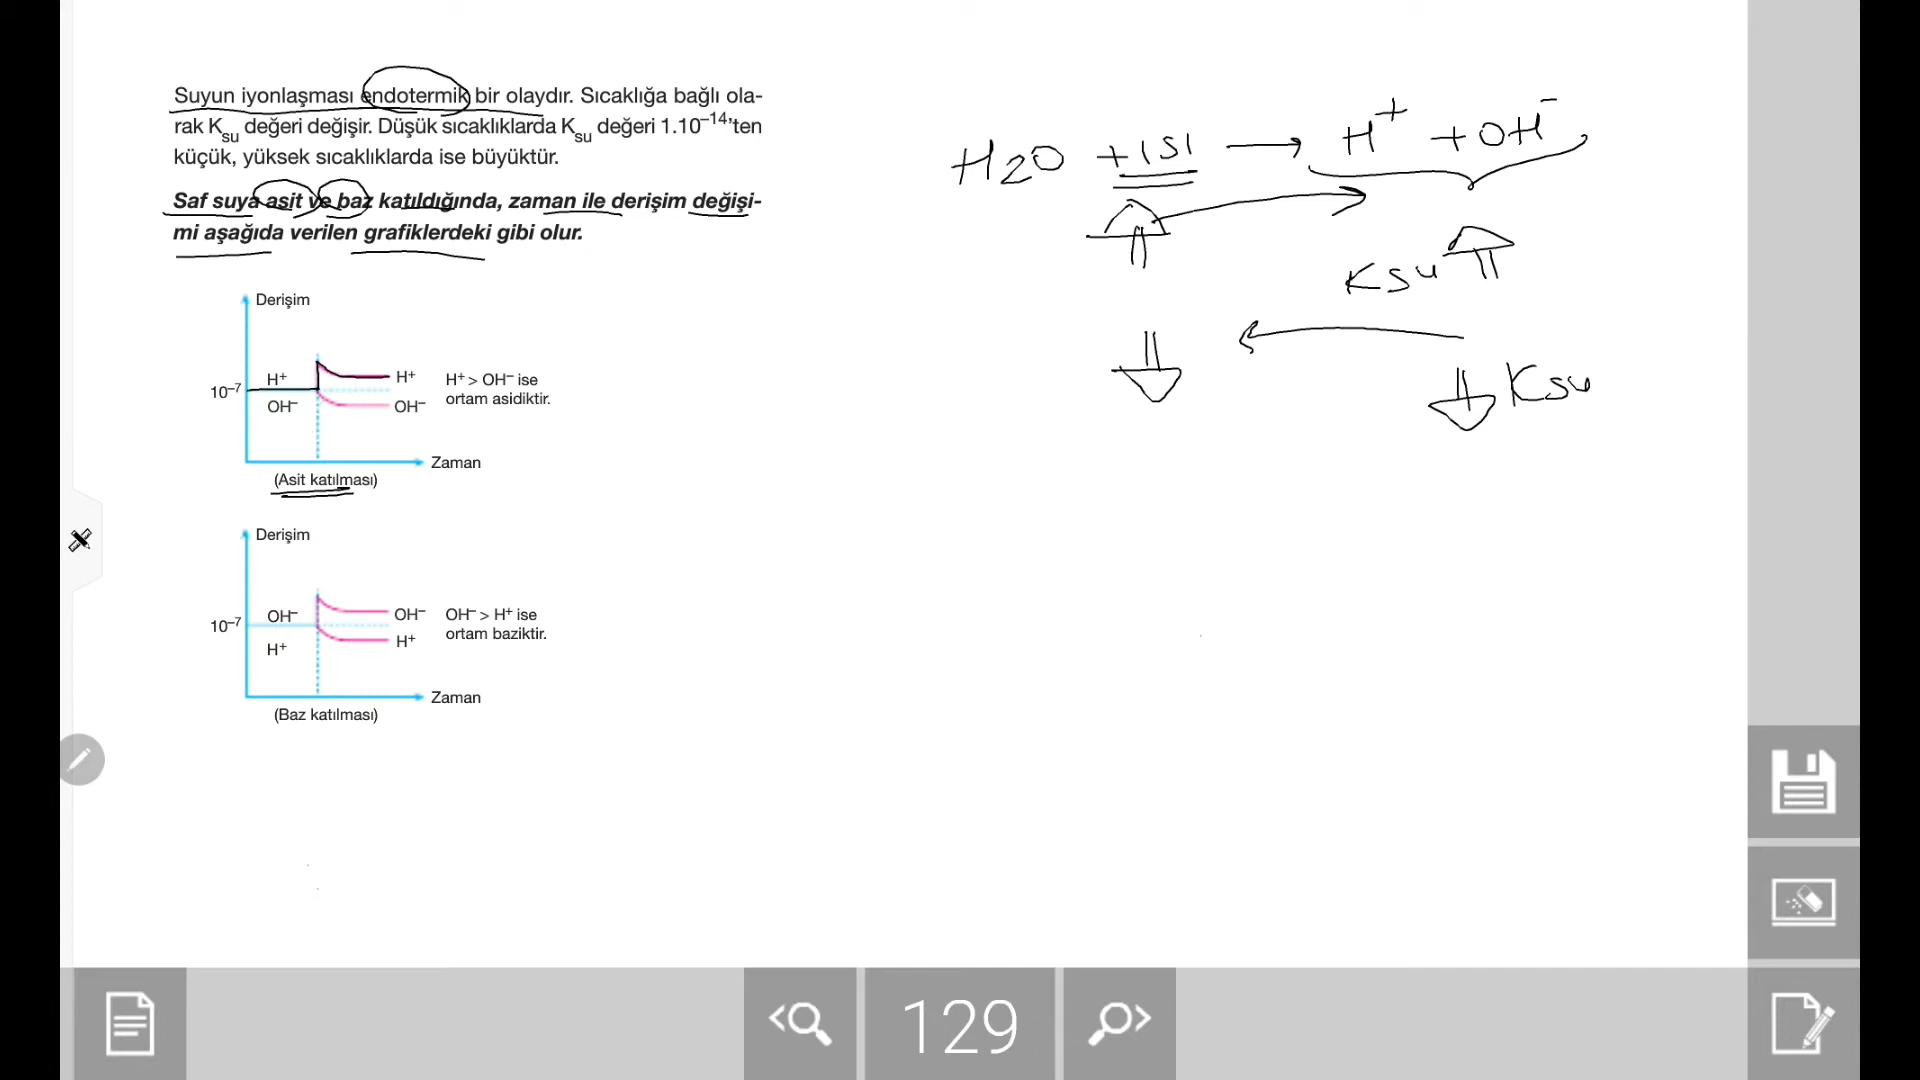 Suyun iyonlaşması endotermik bir olaydır. Sıcaklığa bağlı ola-
rak Ksu değeri değişir. Düşük sıcaklıklarda Ksu değeri 1.10–14'ten
küçük, yüksek sıcaklıklarda ise büyüktür.
Saf suya asit ve baz katıldığında, zaman ile derişim değişi-
mi aşağıda verilen grafiklerdeki gibi olur.
Derişim
H+
10–7
OH–
H+
OH–
H+ > OH– ise
ortam asidiktir.
Zaman
(Asit katılması)
Derişim
OH–
10–7
H+
OH–
H+
OH– > H+ ise
ortam baziktir.
Zaman
(Baz katılması)
H2O + ISI → H+ + OH-
Ksu
Ksu
129